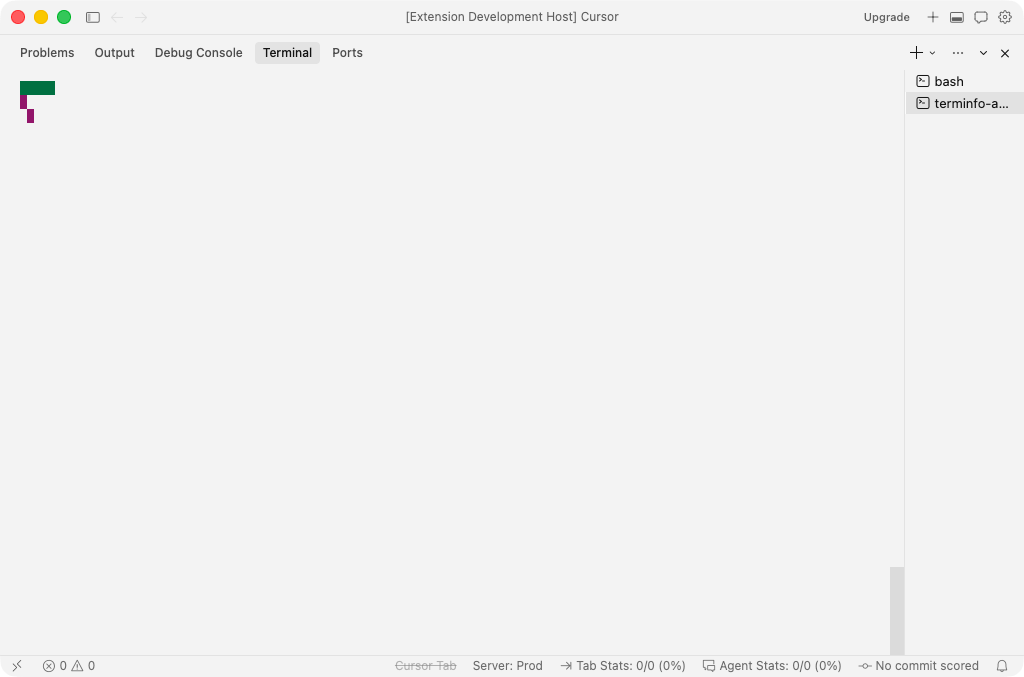 [Extension Development Host] Cursor
Upgrade
Problems Output Debug Console Terminal Ports
bash
terminfo-a...
0 0
Cursor Tab Server: Prod Tab Stats: 0/0 (0%) Agent Stats: 0/0 (0%) No commit scored